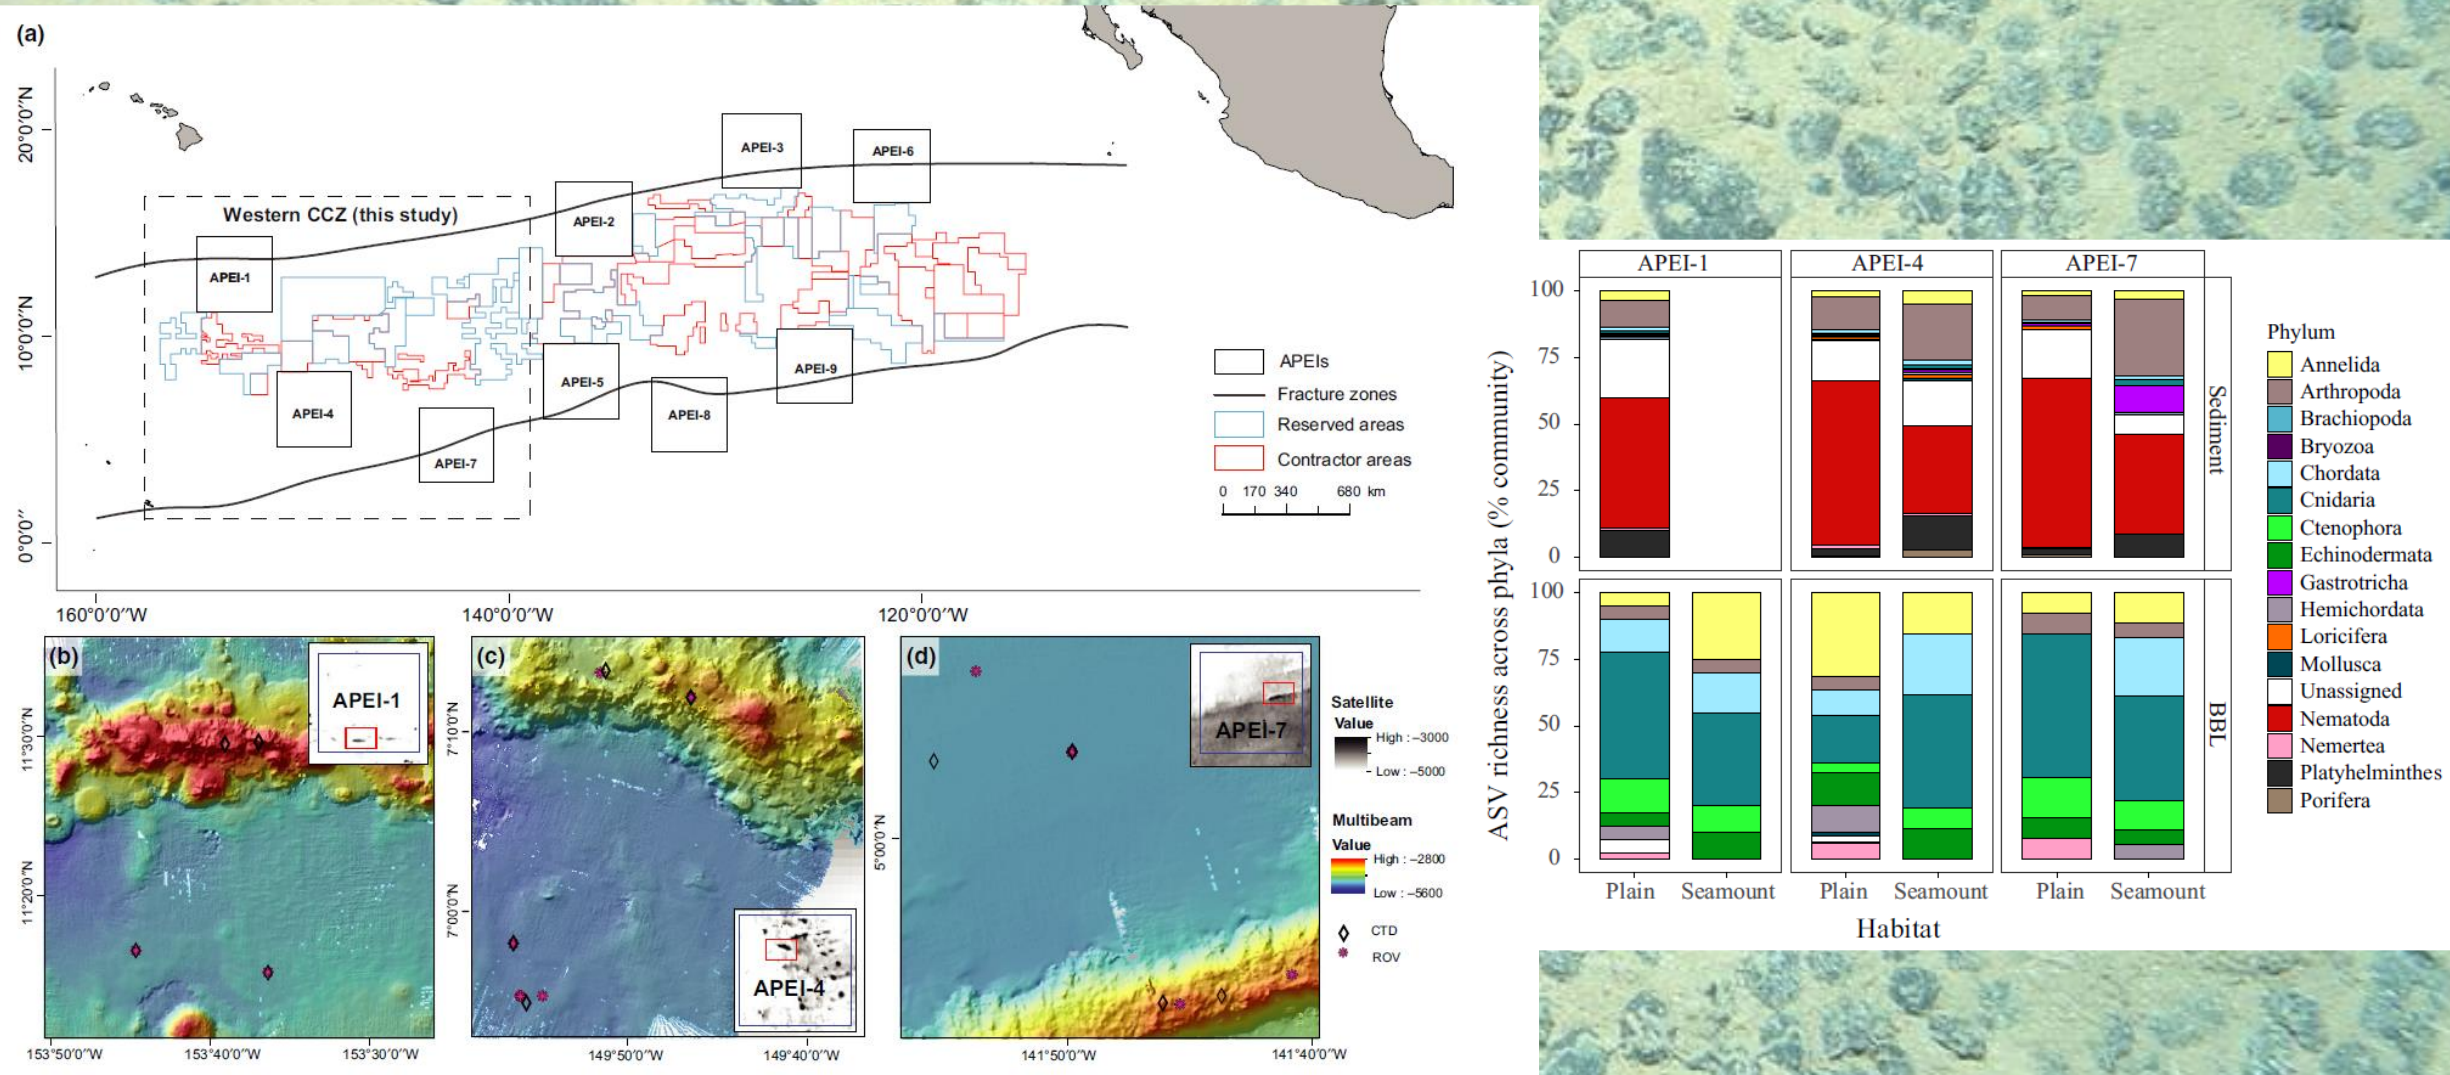 (a)
20°0'0"N
10°0'0"N
0°0'0"
160°0'0"W
140°0'0"W
120°0'0"W
Western CCZ (this study)
APEI-1
APEI-2
APEI-3
APEI-6
APEI-4
APEI-7
APEI-5
APEI-8
APEI-9
APEIs
Fracture zones
Reserved areas
Contractor areas
0 170 340 680 km
(b)
APEI-1
11°30'0"N
11°20'0"N
153°50'0"W
153°40'0"W
153°30'0"W
(c)
APEI-4
7°10'0"N
7°00'0"N
149°50'0"W
149°40'0"W
(d)
APEI-7
5°00'0"N
141°50'0"W
141°40'0"W
Satellite
Value
High : –3000
Low : –5000
Multibeam
Value
High : –2800
Low : –5600
CTD
ROV
APEI-1
APEI-4
APEI-7
ASV richness across phyla (% community)
100
75
50
25
0
Sediment
100
75
50
25
0
BBL
Plain Seamount
Plain Seamount
Plain Seamount
Habitat
Phylum
Annelida
Arthropoda
Brachiopoda
Bryozoa
Chordata
Cnidaria
Ctenophora
Echinodermata
Gastrotricha
Hemichordata
Loricifera
Mollusca
Unassigned
Nematoda
Nemertea
Platyhelminthes
Porifera